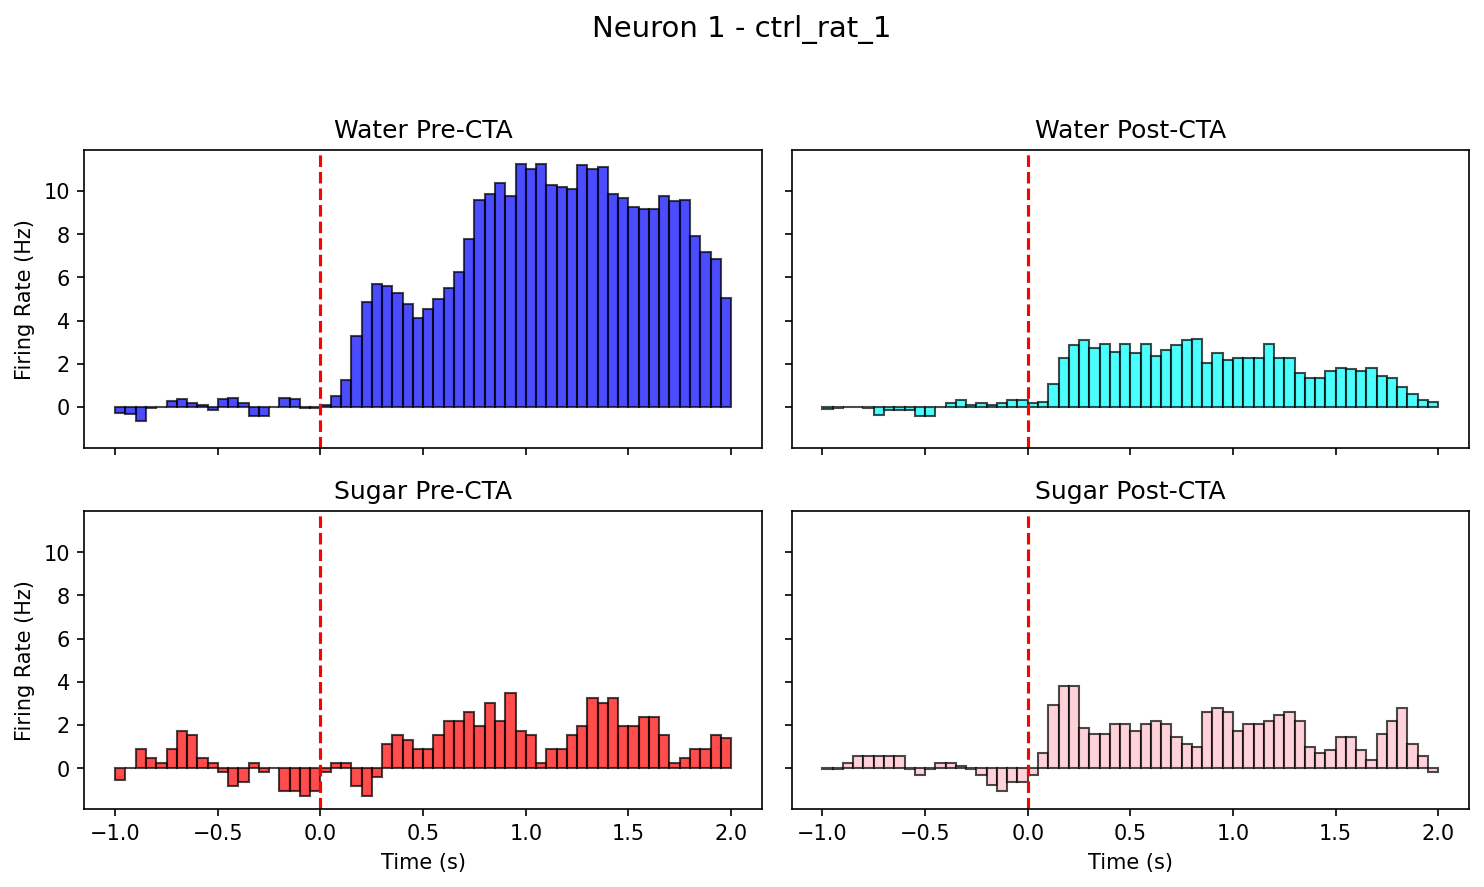 Neuron 1 - ctrl_rat_1
Water Pre-CTA
Water Post-CTA
Firing Rate (Hz)
10
8
6
4
2
0
Sugar Pre-CTA
Sugar Post-CTA
Firing Rate (Hz)
10
8
6
4
2
0
−1.0 −0.5 0.0 0.5 1.0 1.5 2.0
Time (s)
−1.0 −0.5 0.0 0.5 1.0 1.5 2.0
Time (s)